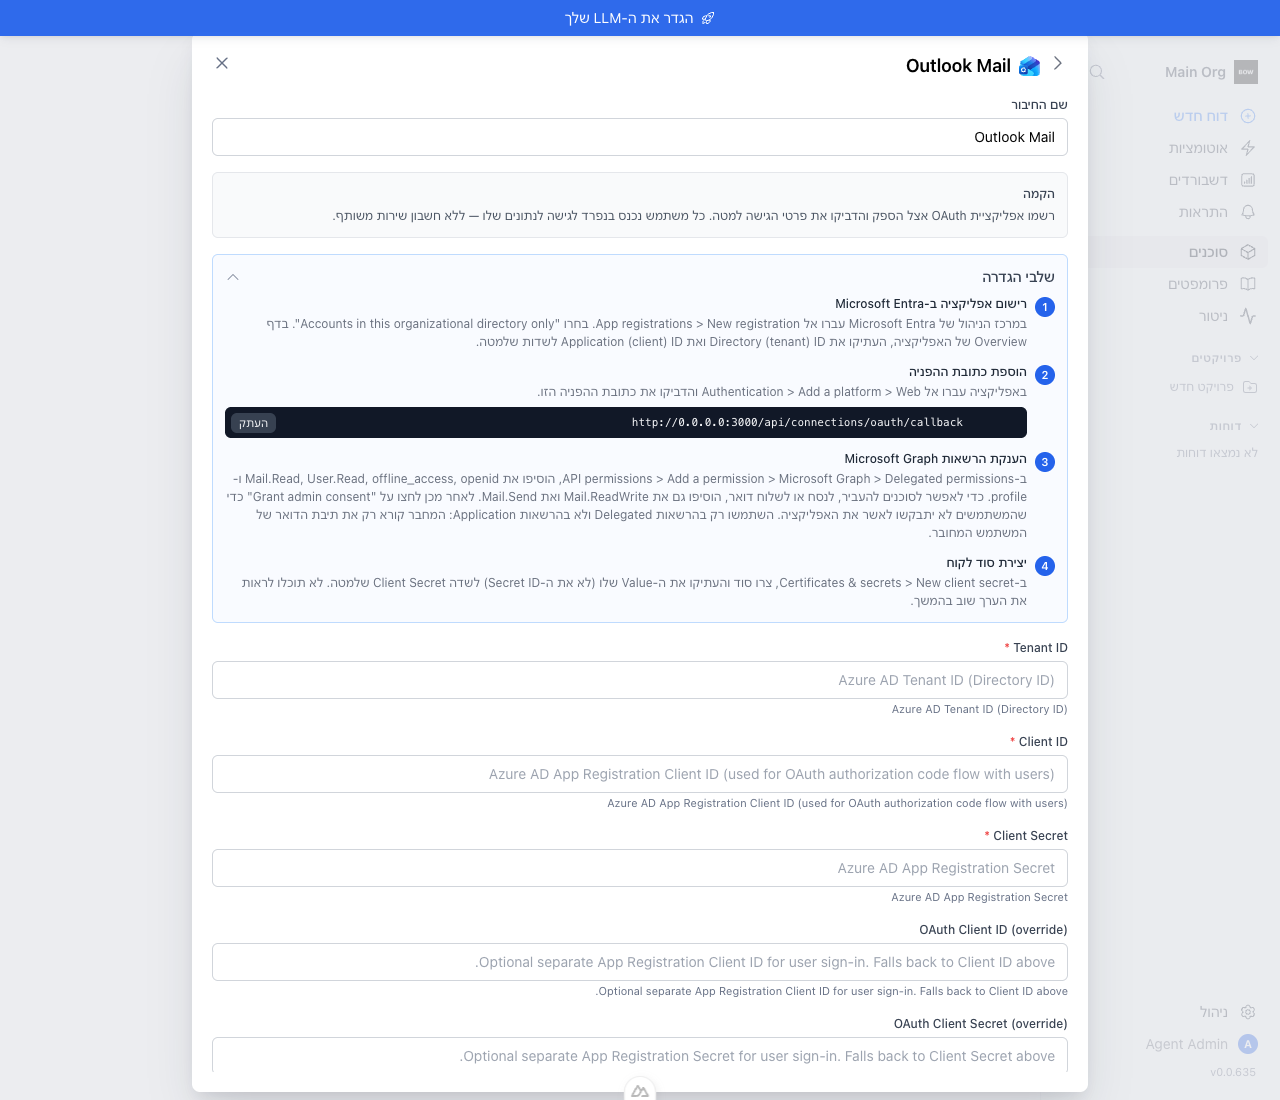 הגדר את ה-LLM שלך
Main Org
BOW
דוח חדש
אוטומציות
דשבורדים
התראות
סוכנים
פרומפטים
ניטור
פרויקטים
פרויקט חדש
דוחות
לא נמצאו דוחות
ניהול
Agent Admin
A
v0.0.635
Outlook Mail
שם החיבור
Outlook Mail
הקמה
רשמו אפליקציית OAuth אצל הספק והדביקו את פרטי הגישה למטה. כל משתמש נכנס בנפרד לגישה לנתונים שלו — ללא חשבון שירות משותף.
שלבי הגדרה
1
רישום אפליקציה ב-Microsoft Entra
במרכז הניהול של Microsoft Entra עברו אל App registrations > New registration. בחרו "Accounts in this organizational directory only". בדף
Overview של האפליקציה, העתיקו את Directory (tenant) ID ואת Application (client) ID לשדות שלמטה.
2
הוספת כתובת ההפניה
באפליקציה עברו אל Authentication > Add a platform > Web והדביקו את כתובת ההפניה הזו.
http://0.0.0.0:3000/api/connections/oauth/callback
העתק
3
הענקת הרשאות Microsoft Graph
ב-API permissions > Add a permission > Microsoft Graph > Delegated permissions, הוסיפו את Mail.Read, User.Read, offline_access, openid ו-
profile. כדי לאפשר לסוכנים להעביר, לנסח או לשלוח דואר, הוסיפו גם את Mail.ReadWrite ואת Mail.Send. לאחר מכן לחצו על "Grant admin consent" כדי
שהמשתמשים לא יתבקשו לאשר את האפליקציה. השתמשו רק בהרשאות Delegated ולא בהרשאות Application: המחבר קורא רק את תיבת הדואר של
המשתמש המחובר.
4
יצירת סוד לקוח
ב-Certificates & secrets > New client secret, צרו סוד והעתיקו את ה-Value שלו (לא את ה-Secret ID) לשדה Client Secret שלמטה. לא תוכלו לראות
את הערך שוב בהמשך.
Tenant ID *
Azure AD Tenant ID (Directory ID)
Azure AD Tenant ID (Directory ID)
Client ID *
Azure AD App Registration Client ID (used for OAuth authorization code flow with users)
Azure AD App Registration Client ID (used for OAuth authorization code flow with users)
Client Secret *
Azure AD App Registration Secret
Azure AD App Registration Secret
OAuth Client ID (override)
Optional separate App Registration Client ID for user sign-in. Falls back to Client ID above.
Optional separate App Registration Client ID for user sign-in. Falls back to Client ID above.
OAuth Client Secret (override)
Optional separate App Registration Secret for user sign-in. Falls back to Client Secret above.